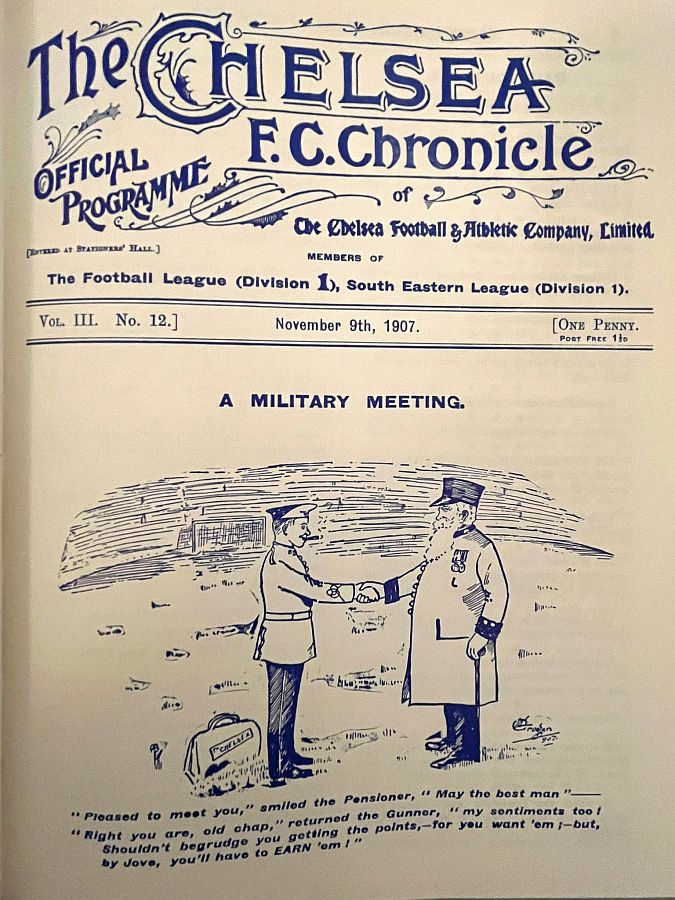 The CHELSEA
F.C. Chronicle
OFFICIAL
PROGRAMME
of
The Chelsea Football & Athletic Company, Limited
[ENTERED AT STATIONERS' HALL.]
MEMBERS OF
The Football League (Division 1), South Eastern League (Division 1).
VOL. III. No. 12.]
November 9th, 1907.
[ONE PENNY.
POST FREE 1½D
A MILITARY MEETING.
CHELSEA
"Pleased to meet you," smiled the Pensioner, "May the best man"—
"Right you are, old chap," returned the Gunner, "my sentiments too!
Shouldn't begrudge you getting the points,—for you want 'em;—but,
by Jove, you'll have to EARN 'em!"